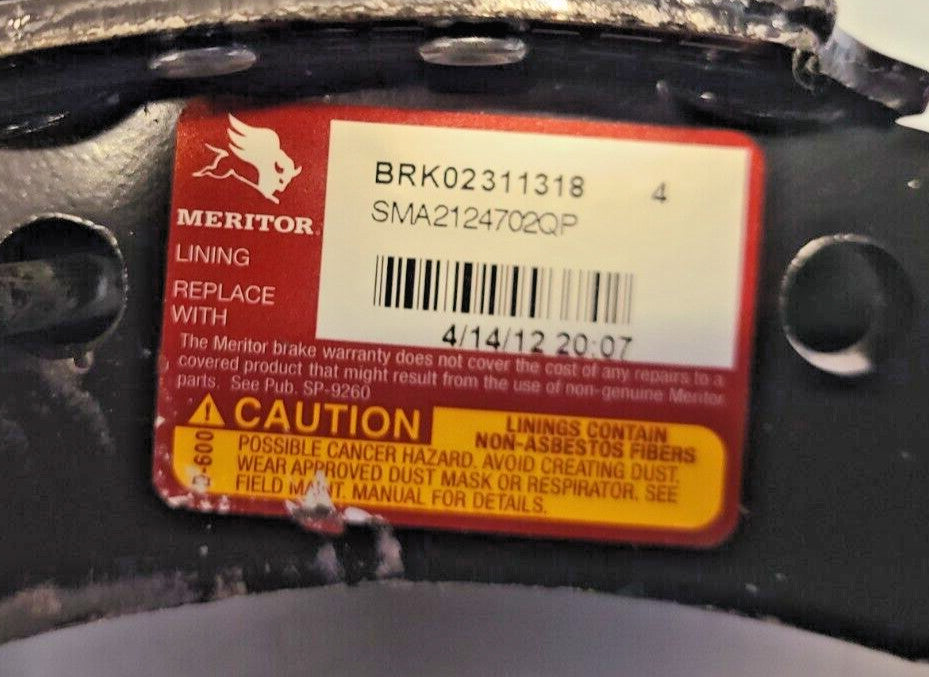 BRK02311318 4
SMA2124702QP
MERITOR
LINING
REPLACE
WITH
4/14/12 20:07
The Meritor brake warranty does not cover the cost of any repairs to a
covered product that might result from the use of non-genuine Meritor
parts. See Pub. SP-9260
CAUTION
LININGS CONTAIN
NON-ASBESTOS FIBERS
POSSIBLE CANCER HAZARD. AVOID CREATING DUST.
WEAR APPROVED DUST MASK OR RESPIRATOR. SEE
FIELD MAINT. MANUAL FOR DETAILS.